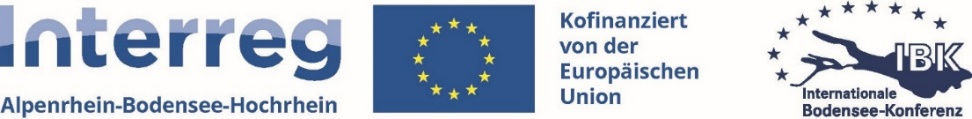 Interreg
Alpenrhein-Bodensee-Hochrhein
Kofinanziert
von der
Europäischen
Union
IBK
Internationale
Bodensee-Konferenz